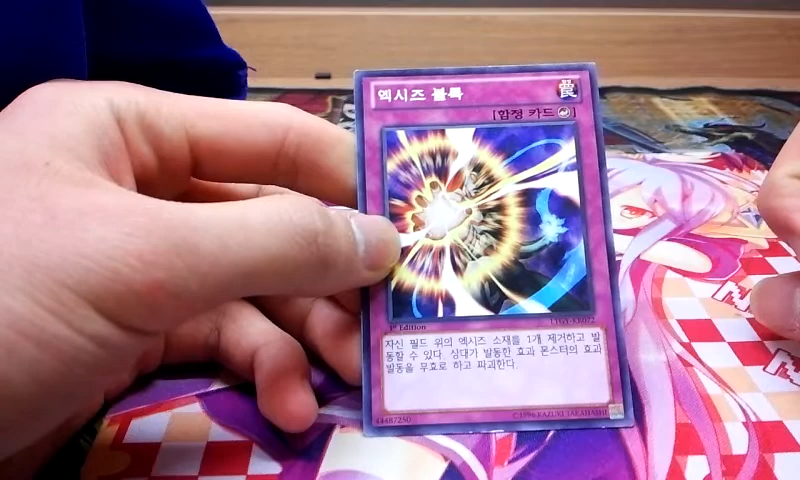 엑시즈 블록
罠
[함정 카드 ]
1st Edition
LTGY-KR072
자신 필드 위의 엑시즈 소재를 1개 제거하고 발
동할 수 있다. 상대가 발동한 효과 몬스터의 효과
발동을 무효로 하고 파괴한다.
©1996 KAZUKI TAKAHASHI